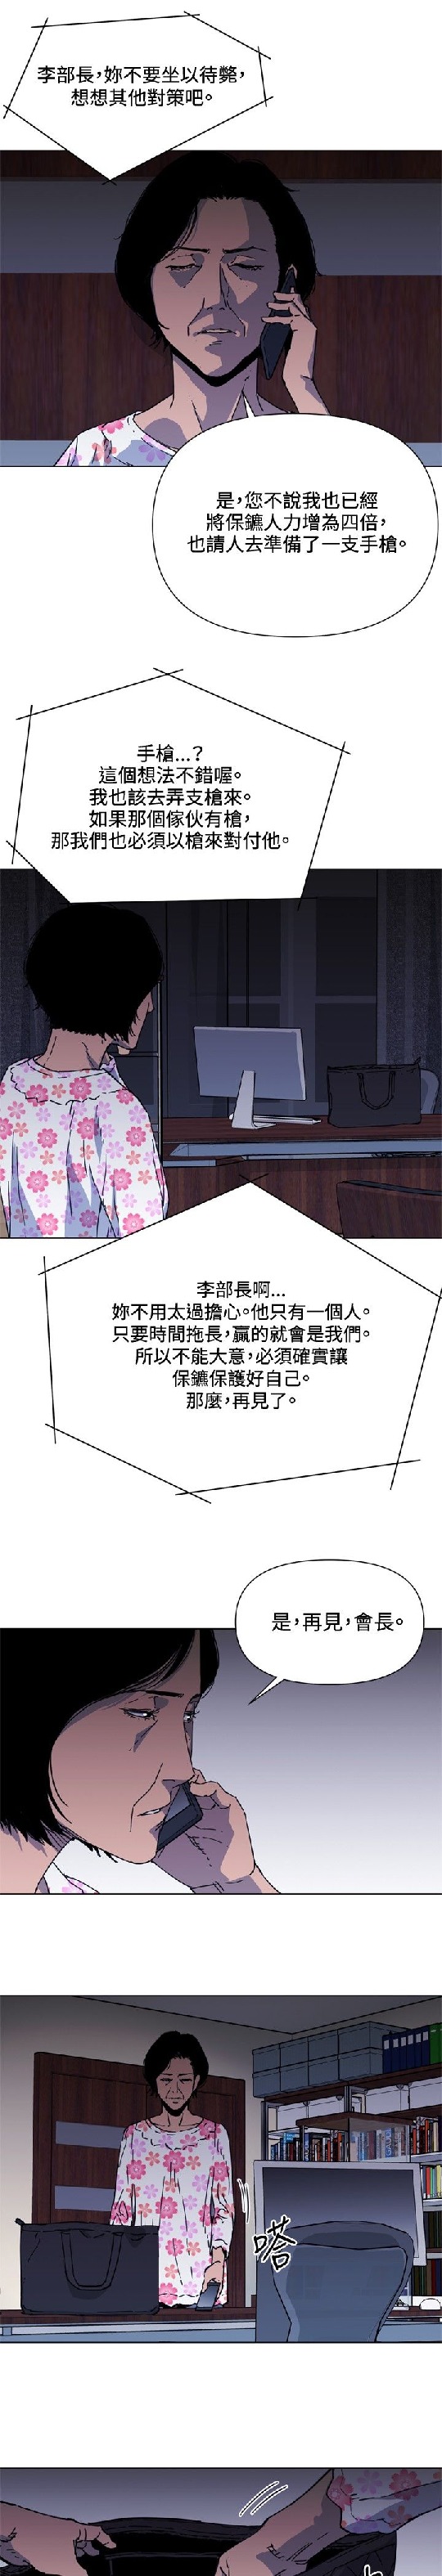 李部長，妳不要坐以待斃，
想想其他對策吧。
是，您不說我也已經
將保鑣人力增為四倍，
也請人去準備了一支手槍。
手槍…？
這個想法不錯喔。
我也該去弄支槍來。
如果那個傢伙有槍，
那我們也必須以槍來對付他。
李部長啊…
妳不用太過擔心。他只有一個人。
只要時間拖長，贏的就會是我們。
所以不能大意，必須確實讓
保鑣保護好自己。
那麼，再見了。
是，再見，會長。
嗒